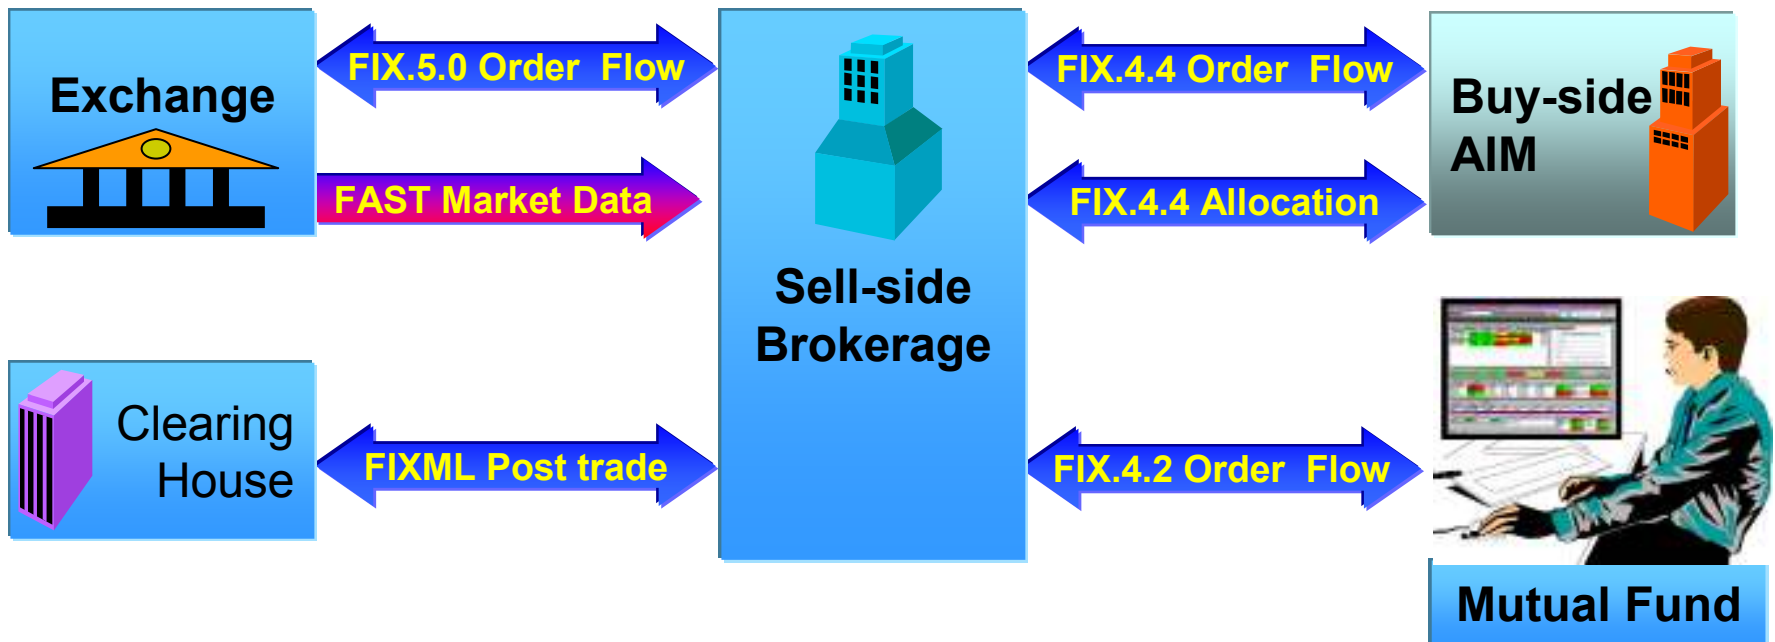 Exchange
FIX.5.0 Order Flow
FAST Market Data
Clearing
House
FIXML Post trade
Sell-side
Brokerage
FIX.4.4 Order Flow
FIX.4.4 Allocation
FIX.4.2 Order Flow
Buy-side
AIM
Mutual Fund